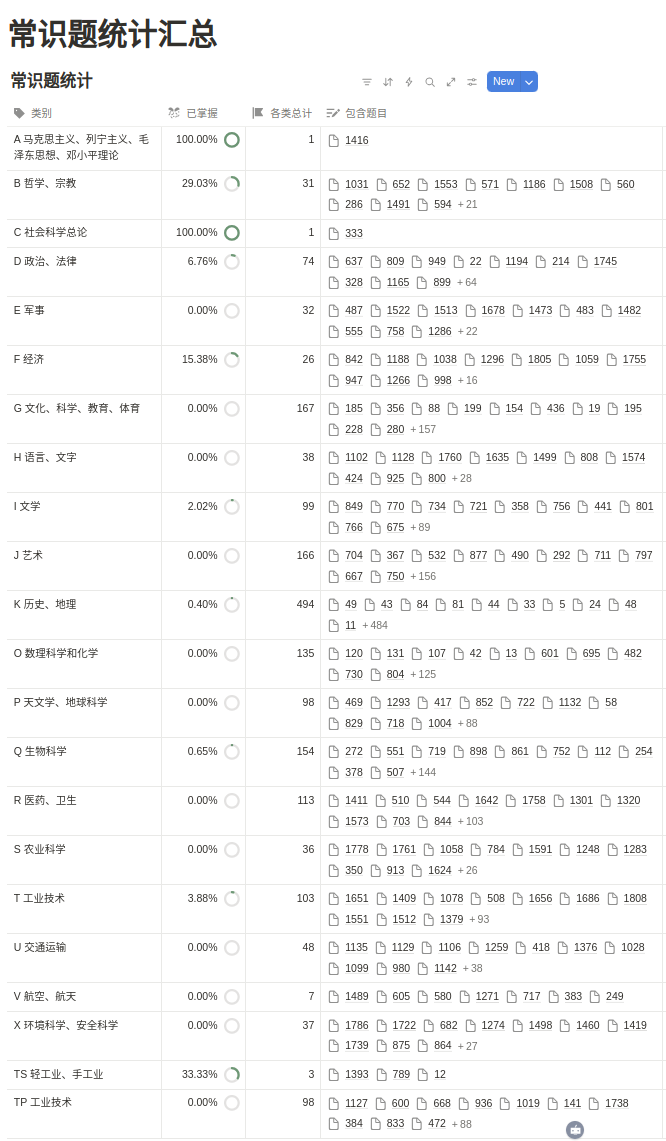 常识题统计汇总
常识题统计
New
类别 已掌握 各类总计 包含题目
A 马克思主义、列宁主义、毛 100.00% 1 1416
泽东思想、邓小平理论
B 哲学、宗教 29.03% 31 1031 652 1553 571 1186 1508 560
286 1491 594 + 21
C 社会科学总论 100.00% 1 333
D 政治、法律 6.76% 74 637 809 949 22 1194 214 1745
328 1165 899 + 64
E 军事 0.00% 32 487 1522 1513 1678 1473 483 1482
555 758 1286 + 22
F 经济 15.38% 26 842 1188 1038 1296 1805 1059 1755
947 1266 998 + 16
G 文化、科学、教育、体育 0.00% 167 185 356 88 199 154 436 19 195
228 280 + 157
H 语言、文字 0.00% 38 1102 1128 1760 1635 1499 808 1574
424 925 800 + 28
I 文学 2.02% 99 849 770 734 721 358 756 441 801
766 675 + 89
J 艺术 0.00% 166 704 367 532 877 490 292 711 797
667 750 + 156
K 历史、地理 0.40% 494 49 43 84 81 44 33 5 24 48
11 + 484
O 数理科学和化学 0.00% 135 120 131 107 42 13 601 695 482
730 804 + 125
P 天文学、地球科学 0.00% 98 469 1293 417 852 722 1132 58
829 718 1004 + 88
Q 生物科学 0.65% 154 272 551 719 898 861 752 112 254
378 507 + 144
R 医药、卫生 0.00% 113 1411 510 544 1642 1758 1301 1320
1573 703 844 + 103
S 农业科学 0.00% 36 1778 1761 1058 784 1591 1248 1283
350 913 1624 + 26
T 工业技术 3.88% 103 1651 1409 1078 508 1656 1686 1808
1551 1512 1379 + 93
U 交通运输 0.00% 48 1135 1129 1106 1259 418 1376 1028
1099 980 1142 + 38
V 航空、航天 0.00% 7 1489 605 580 1271 717 383 249
X 环境科学、安全科学 0.00% 37 1786 1722 682 1274 1498 1460 1419
1739 875 864 + 27
TS 轻工业、手工业 33.33% 3 1393 789 12
TP 工业技术 0.00% 98 1127 600 668 936 1019 141 1738
384 833 472 + 88